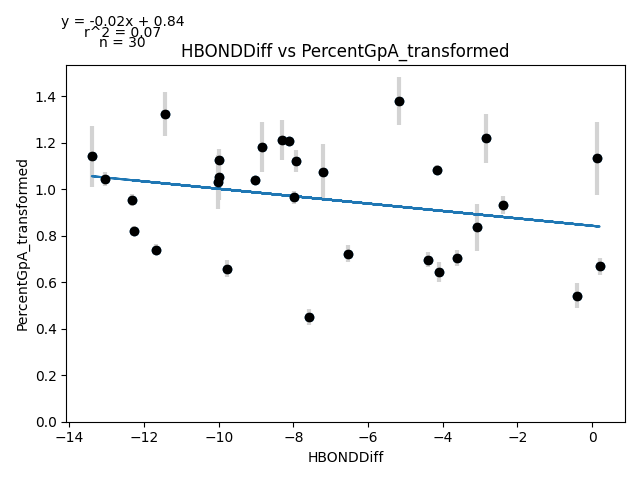 y = -0.02x + 0.84
r^2 = 0.07
n = 30
HBONDDiff vs PercentGpA_transformed
PercentGpA_transformed
1.4
1.2
1.0
0.8
0.6
0.4
0.2
0.0
−14 −12 −10 −8 −6 −4 −2 0
HBONDDiff